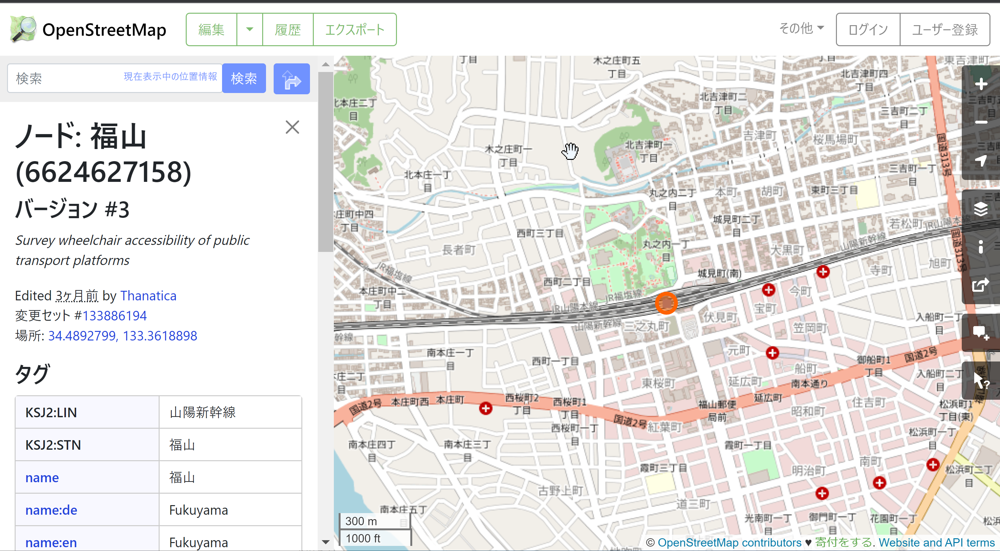 OpenStreetMap
編集
履歴
エクスポート
その他
ログイン
ユーザー登録
検索
現在表示中の位置情報
検索
ノード: 福山
(6624627158)
バージョン #3
Survey wheelchair accessibility of public
transport platforms
Edited 3ヶ月前 by Thanatica
変更セット #133886194
場所: 34.4892799, 133.3618898
タグ
KSJ2:LIN 山陽新幹線
KSJ2:STN 福山
name 福山
name:de Fukuyama
name:en Fukuyama
丁目
木之庄町五
丁目
丁目
東吉津町
北吉津町四
丁目
北吉津町二
丁目
北本庄二丁
目
三吉町二丁
目
吉津町
桜馬場町
国道313号
木之庄町一
丁目
北吉津町一
丁目
北本庄一丁
目
三吉町一丁
目
丸之内二丁
目
本町
胡町
東町三丁目
庄町中四
丁目
城見町二丁
目
若松町
JR山陽本線
山陽新幹線
国道313号
西町三丁目
長者町
丸之内一丁
目
大黒町
旭町
寺町
JR福塩線
城見町(南)
西町二丁目
本庄町中二
丁目
JR福塩線
JR山陽本線
今町
宝町
伏見町
入船町一丁
目
山陽新幹線
三之丸町
笠岡町
幹線
南本庄一丁
目
西町一丁目
元町
御船町1
丁目
国道2号
船町
入船町二丁
目
庄二丁
目
東桜町
延広町
南本通り
国道2号
本庄町西
本庄町
西桜町2
丁目
西桜町1
丁目
福山郵便
局前
延広町
昭和町
住吉町
松浜町1
丁目(東)
国道2号
紅葉町
西桜町一丁
目
松浜町一丁
目
南本庄四丁
目
南本庄三丁
目
霞町一丁目
霞町三丁目
南町
明治町
松浜町二丁
目
古野上町
道三町
南本庄五丁
光南町一丁
目
御門町一丁
目
花園町一丁
目
300 m
1000 ft
© OpenStreetMap contributors ♥ 寄付をする. Website and API terms